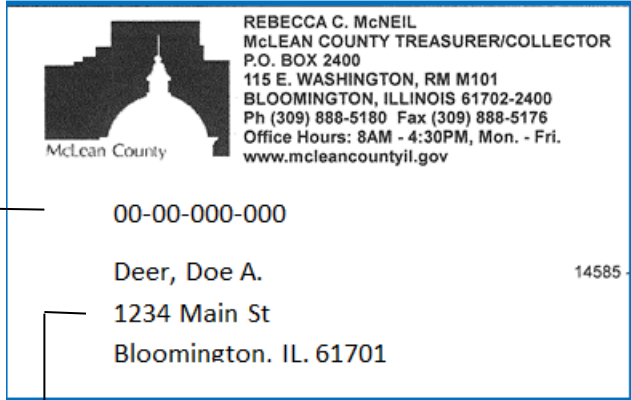 REBECCA C. McNEIL
McLEAN COUNTY TREASURER/COLLECTOR
P.O. BOX 2400
115 E. WASHINGTON, RM M101
BLOOMINGTON, ILLINOIS 61702-2400
Ph (309) 888-5180 Fax (309) 888-5176
Office Hours: 8AM - 4:30PM, Mon. - Fri.
www.mcleancountyil.gov
McLean County
00-00-000-000
Deer, Doe A.
14585 -
1234 Main St
Bloomington, IL. 61701